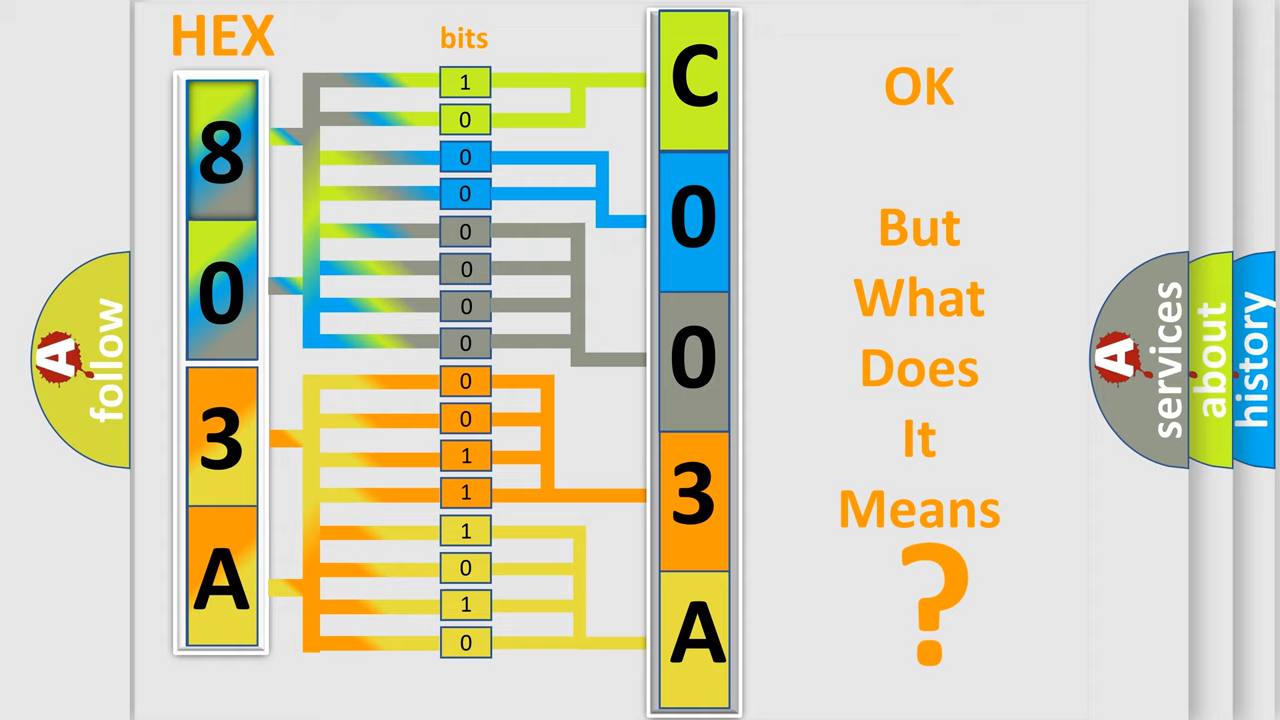 HEX
bits
8
0
3
A
1
0
0
0
0
0
0
0
0
0
1
1
1
0
1
0
C
0
0
3
A
OK
But
What
Does
It
Means
?
A
follow
A
services
about
history